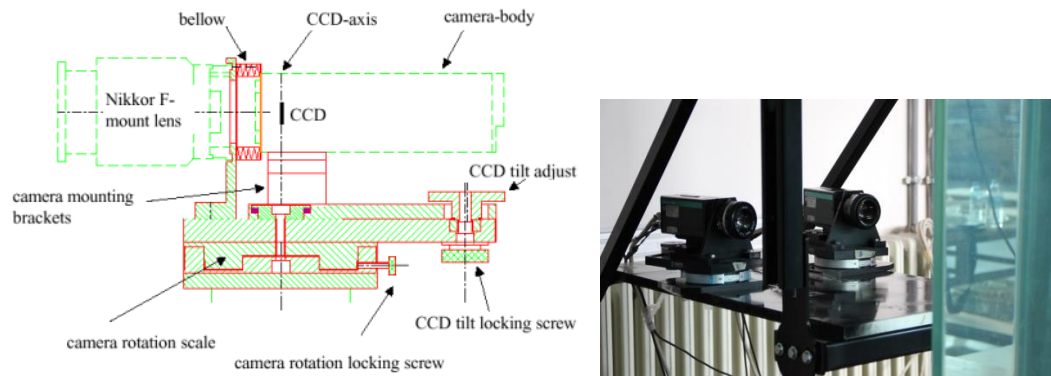 bellow
CCD-axis
camera-body
Nikkor F-
mount lens
CCD
camera mounting
brackets
CCD tilt adjust
CCD tilt locking screw
camera rotation scale
camera rotation locking screw